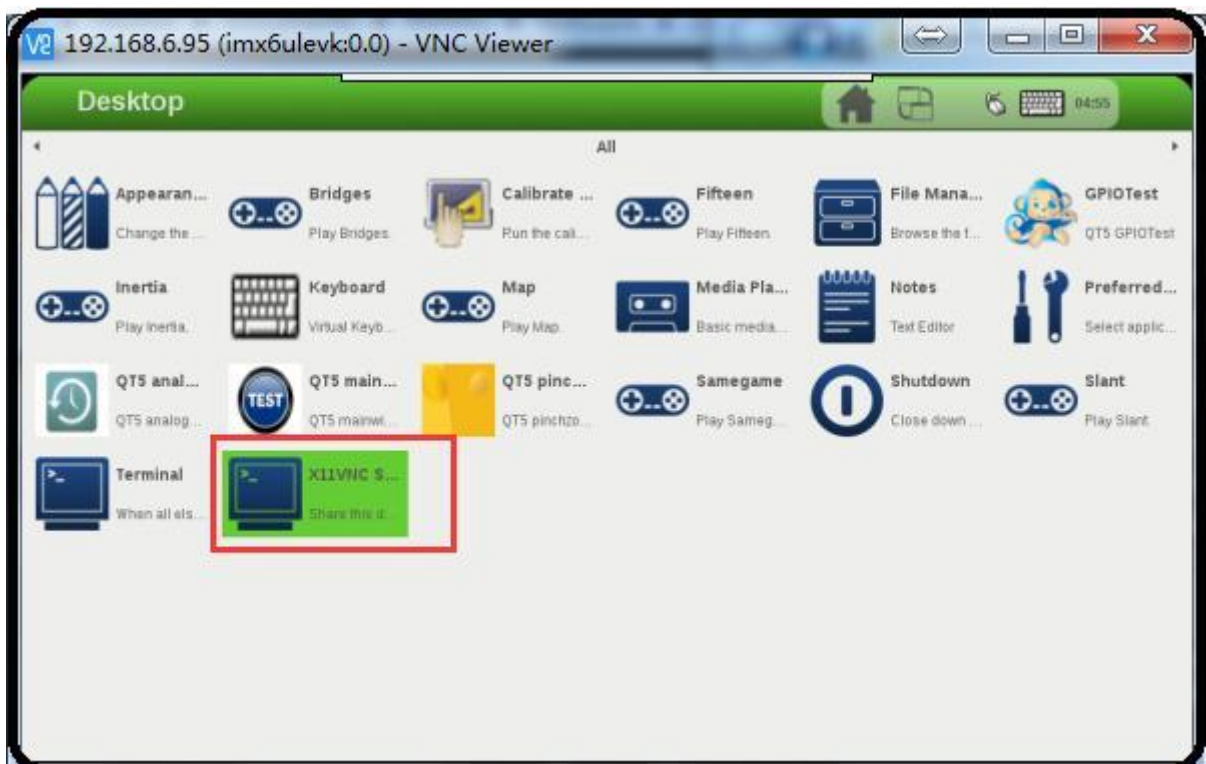 VR 192.168.6.95 (imx6ulevk:0.0) - VNC Viewer
Desktop
04:55
All
Appearan...
Change the ...
Bridges
Play Bridges.
Calibrate ...
Run the cali...
Fifteen
Play Fifteen.
File Mana...
Browse the f...
GPIOTest
QT5 GPIOTest
Inertia
Play Inertia.
Keyboard
Virtual Keyb...
Map
Play Map.
Media Pla...
Basic media...
Notes
Text Editor
Preferred...
Select applic...
QT5 anal...
QT5 analog...
TEST
QT5 main...
QT5 mainwi...
QT5 pinc...
QT5 pinchzo...
Samegame
Play Sameg...
Shutdown
Close down ...
Slant
Play Slant.
>_
Terminal
When all els...
>_
X11VNC S...
Share this d...